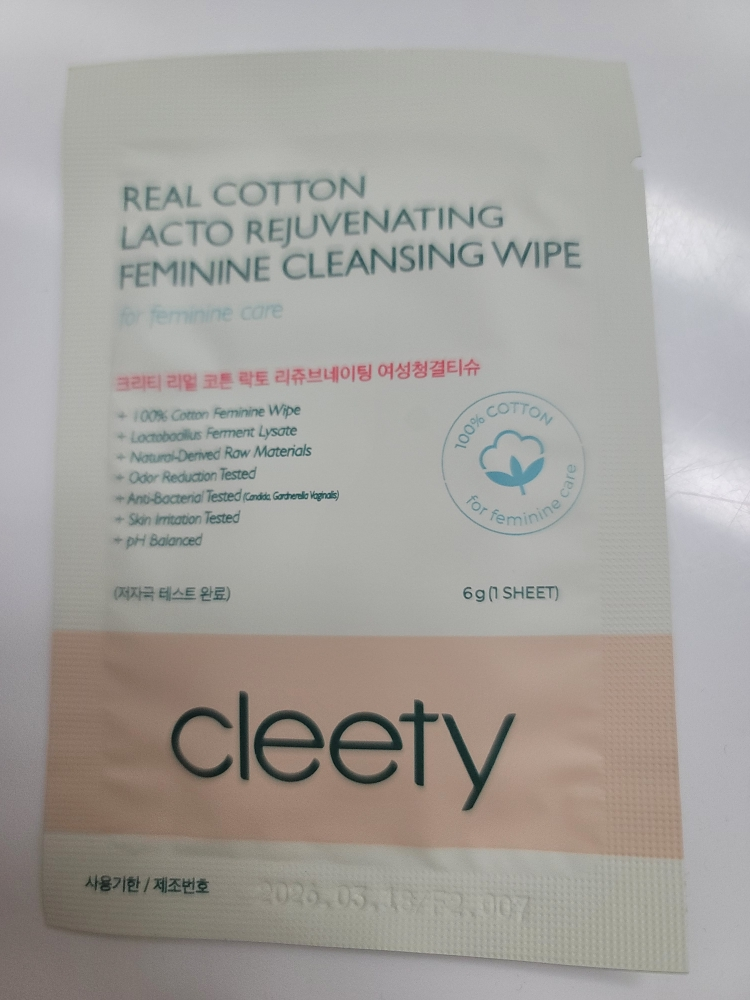 REAL COTTON
LACTO REJUVENATING
FEMININE CLEANSING WIPE
for feminine care
크리티 리얼 코튼 락토 리쥬브네이팅 여성청결티슈
+ 100% Cotton Feminine Wipe
+ Lactobacillus Ferment Lysate
+ Natural-Derived Raw Materials
+ Odor Reduction Tested
+ Anti-Bacterial Tested (Candida, Gardnerella Vaginalis)
+ Skin Irritation Tested
+ pH Balanced
100% COTTON
for feminine care
(저자극 테스트 완료)
6g(1 SHEET)
cleety
사용기한 / 제조번호